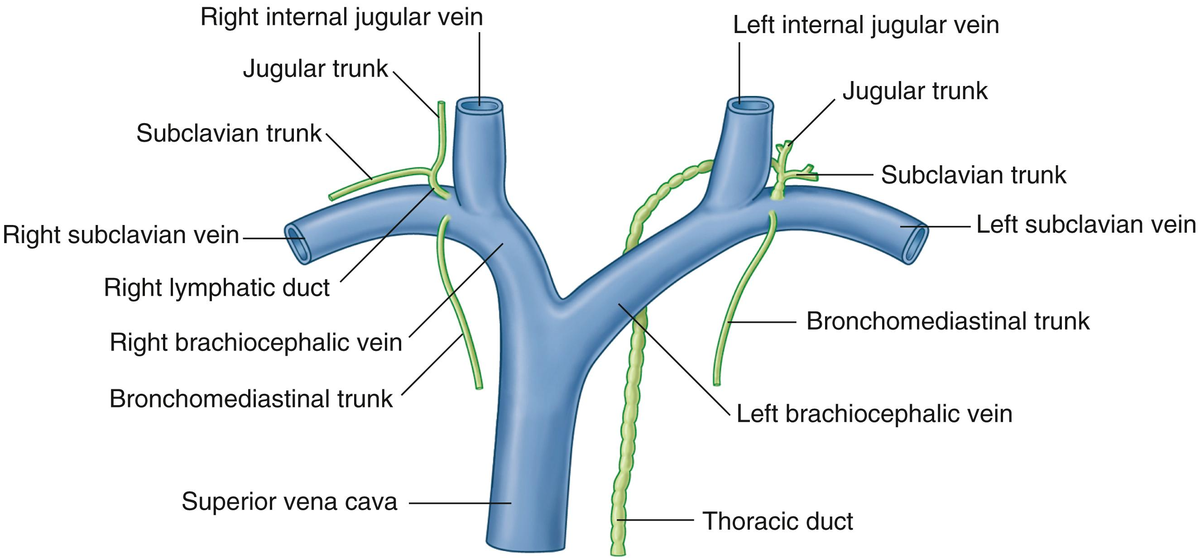 Right internal jugular vein
Left internal jugular vein
Jugular trunk
Jugular trunk
Subclavian trunk
Subclavian trunk
Right subclavian vein
Left subclavian vein
Right lymphatic duct
Bronchomediastinal trunk
Right brachiocephalic vein
Bronchomediastinal trunk
Left brachiocephalic vein
Superior vena cava
Thoracic duct